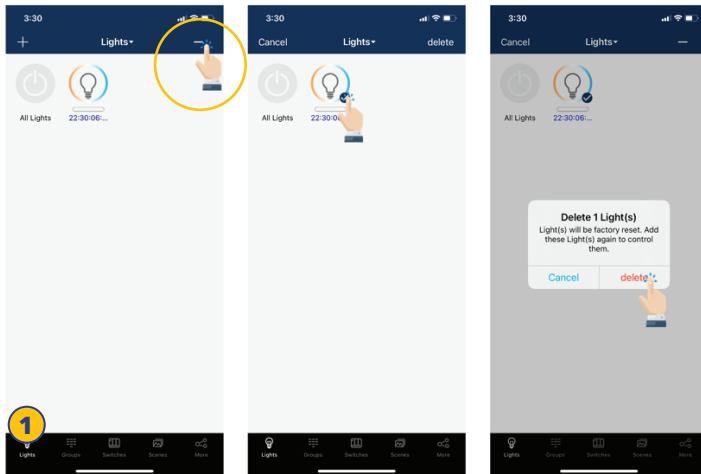 3:30
Lights
All Lights
22:30:06:...
1
Lights
Groups
Switches
Scenes
More
3:30
Cancel
Lights
delete
All Lights
Lights
Groups
Switches
Scenes
More
3:30
Cancel
Lights
All Lights
22:30:06:...
Delete 1 Light(s)
Light(s) will be factory reset. Add
these Light(s) again to control
them.
Cancel
delete
Lights
Groups
Switches
Scenes
More